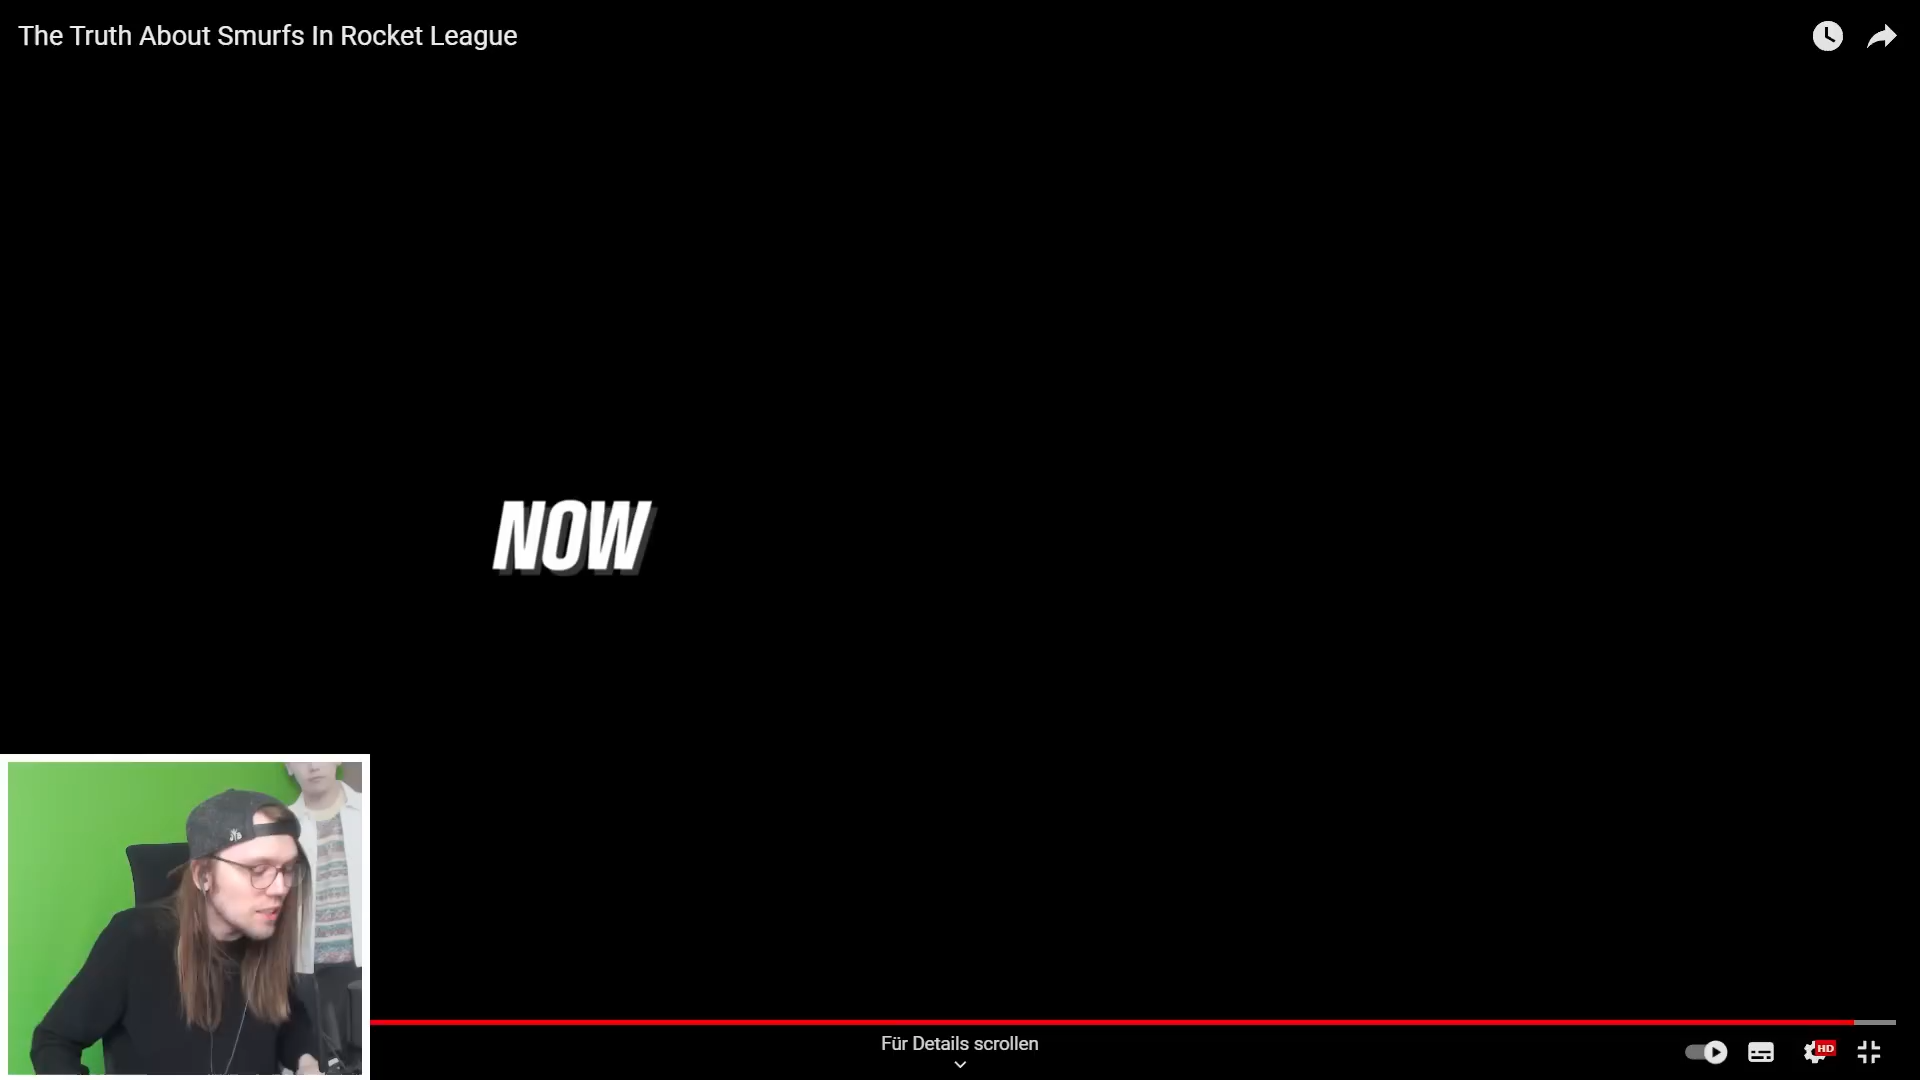 The Truth About Smurfs In Rocket League
NOW
Für Details scrollen
HD